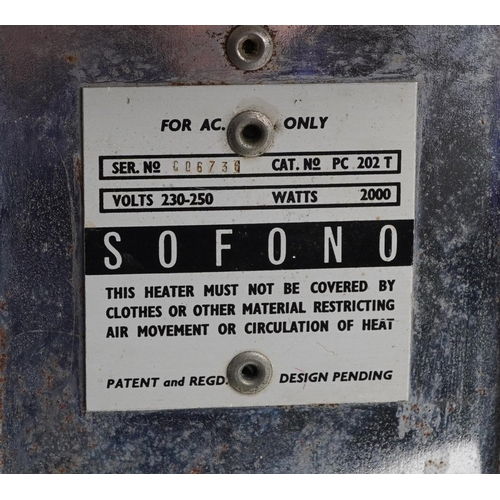 FOR AC. ONLY
SER. Nº 006736 CAT. Nº PC 202 T
VOLTS 230-250 WATTS 2000
SOFONO
THIS HEATER MUST NOT BE COVERED BY
CLOTHES OR OTHER MATERIAL RESTRICTING
AIR MOVEMENT OR CIRCULATION OF HEAT
PATENT and REGD. DESIGN PENDING